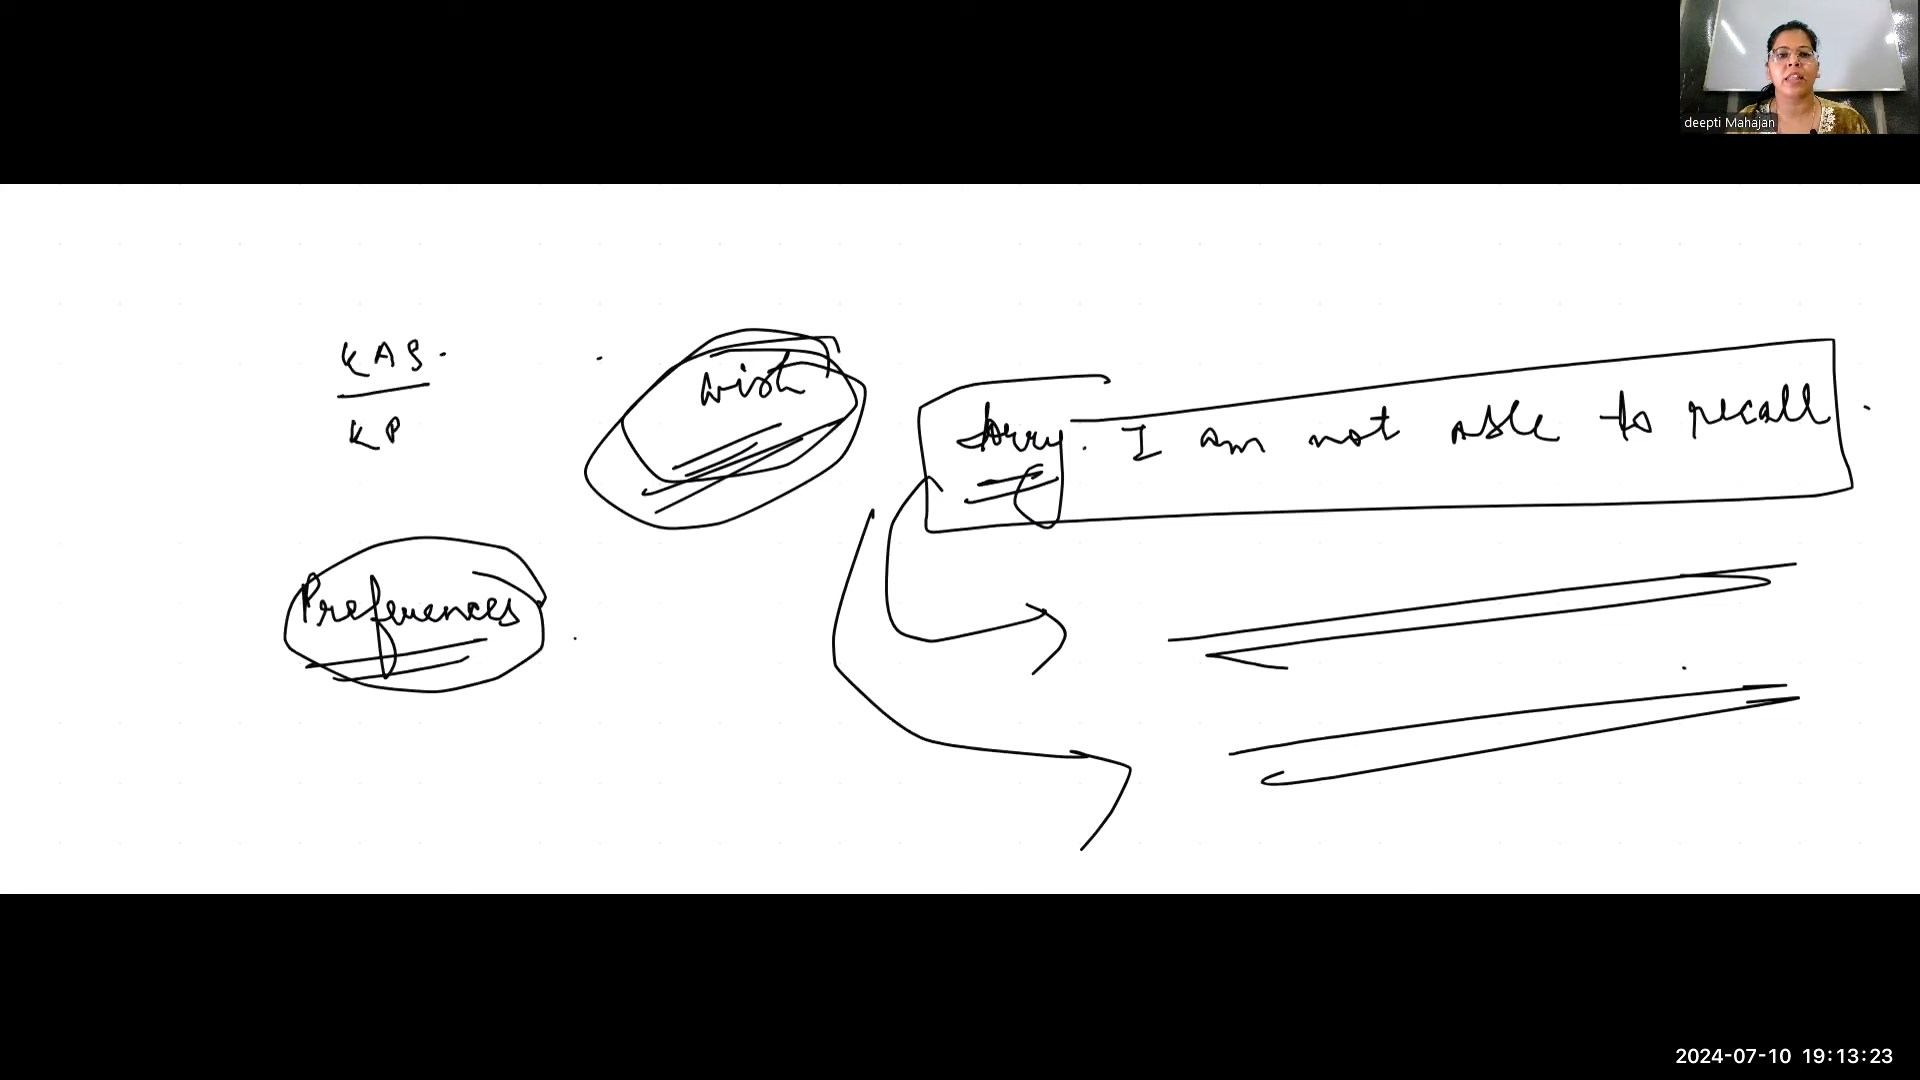 deepti Mahajan
KAS.
KP
wish
Sorry. I am not able to recall.
Preferences
2024-07-10 19:13:23